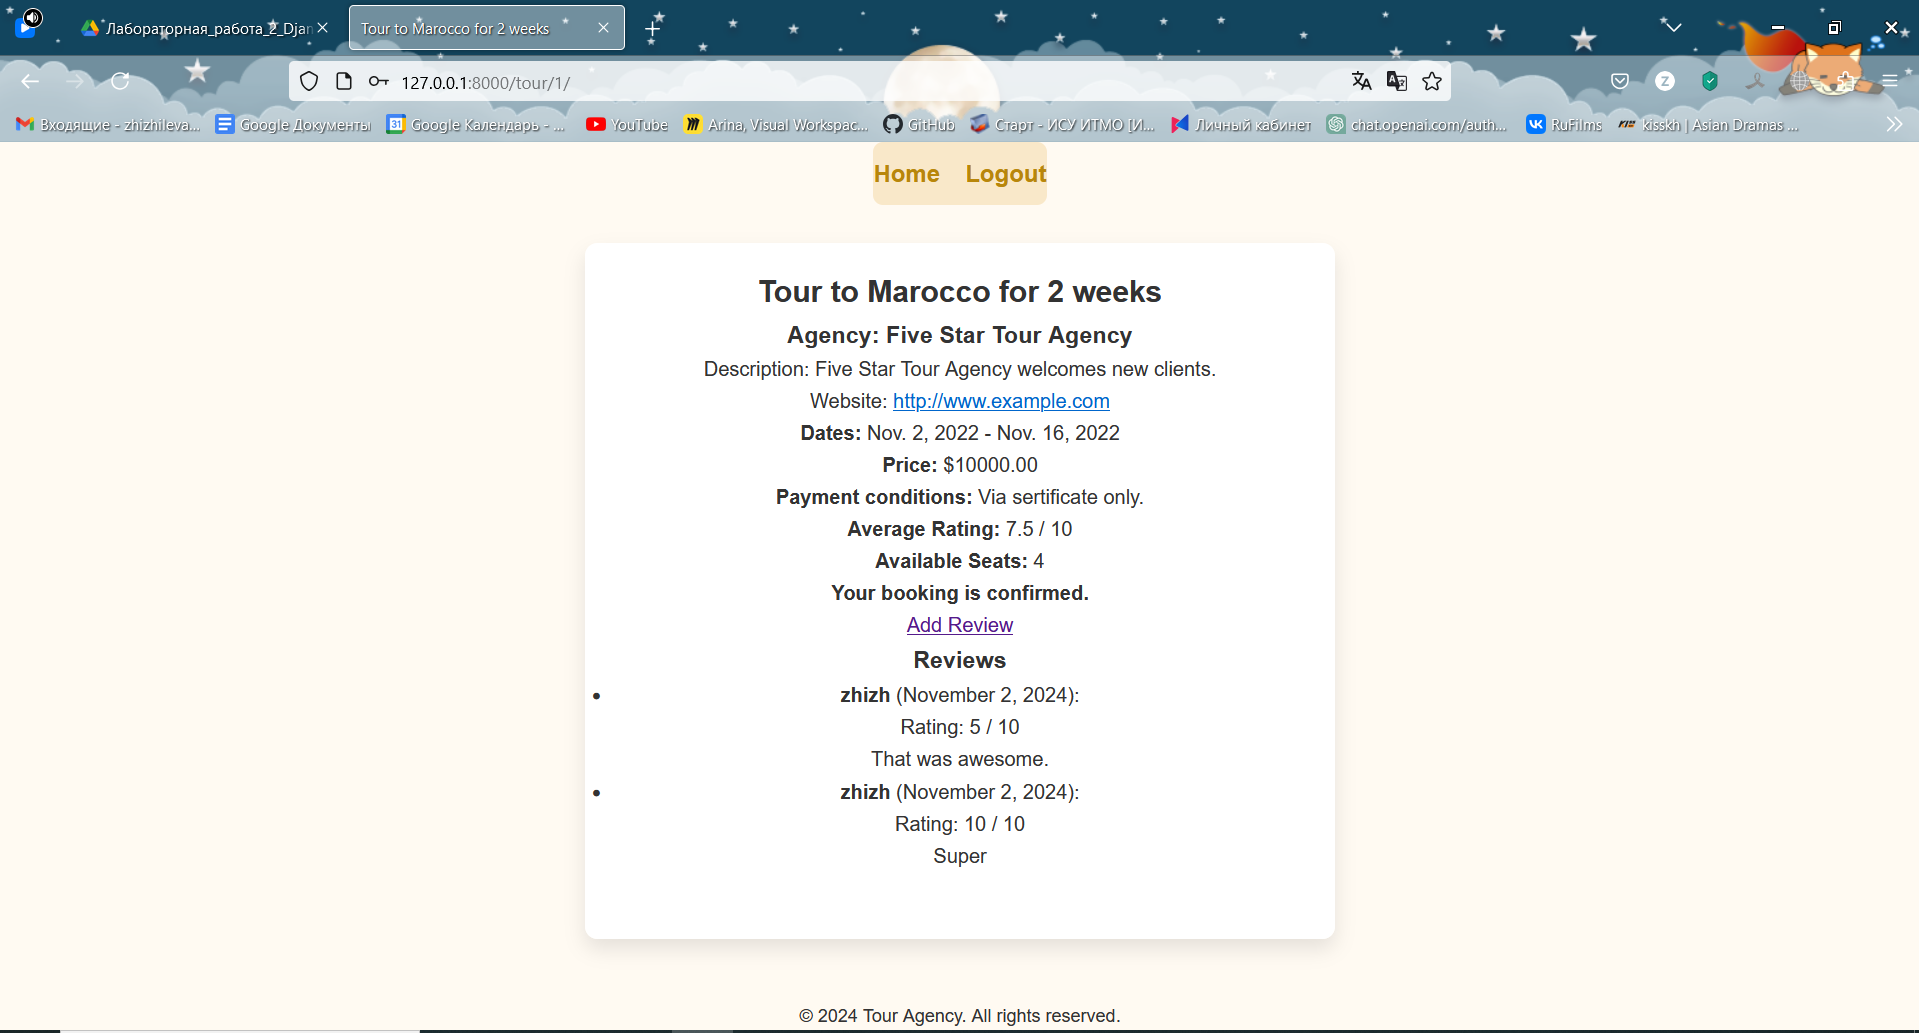 Лабораторная_работа_2_Djan
Tour to Marocco for 2 weeks
127.0.0.1:8000/tour/1/
Z
Входящие - zhizhileva...
Google Документы
31 Google Календарь - ...
YouTube
Arina, Visual Workspac...
GitHub
Старт - ИСУ ИТМО [И...
Личный кабинет
chat.openai.com/auth...
RuFilms
kisskh | Asian Dramas ...
Home Logout
Tour to Marocco for 2 weeks
Agency: Five Star Tour Agency
Description: Five Star Tour Agency welcomes new clients.
Website: http://www.example.com
Dates: Nov. 2, 2022 - Nov. 16, 2022
Price: $10000.00
Payment conditions: Via sertificate only.
Average Rating: 7.5 / 10
Available Seats: 4
Your booking is confirmed.
Add Review
Reviews
• zhizh (November 2, 2024):
Rating: 5 / 10
That was awesome.
• zhizh (November 2, 2024):
Rating: 10 / 10
Super
© 2024 Tour Agency. All rights reserved.